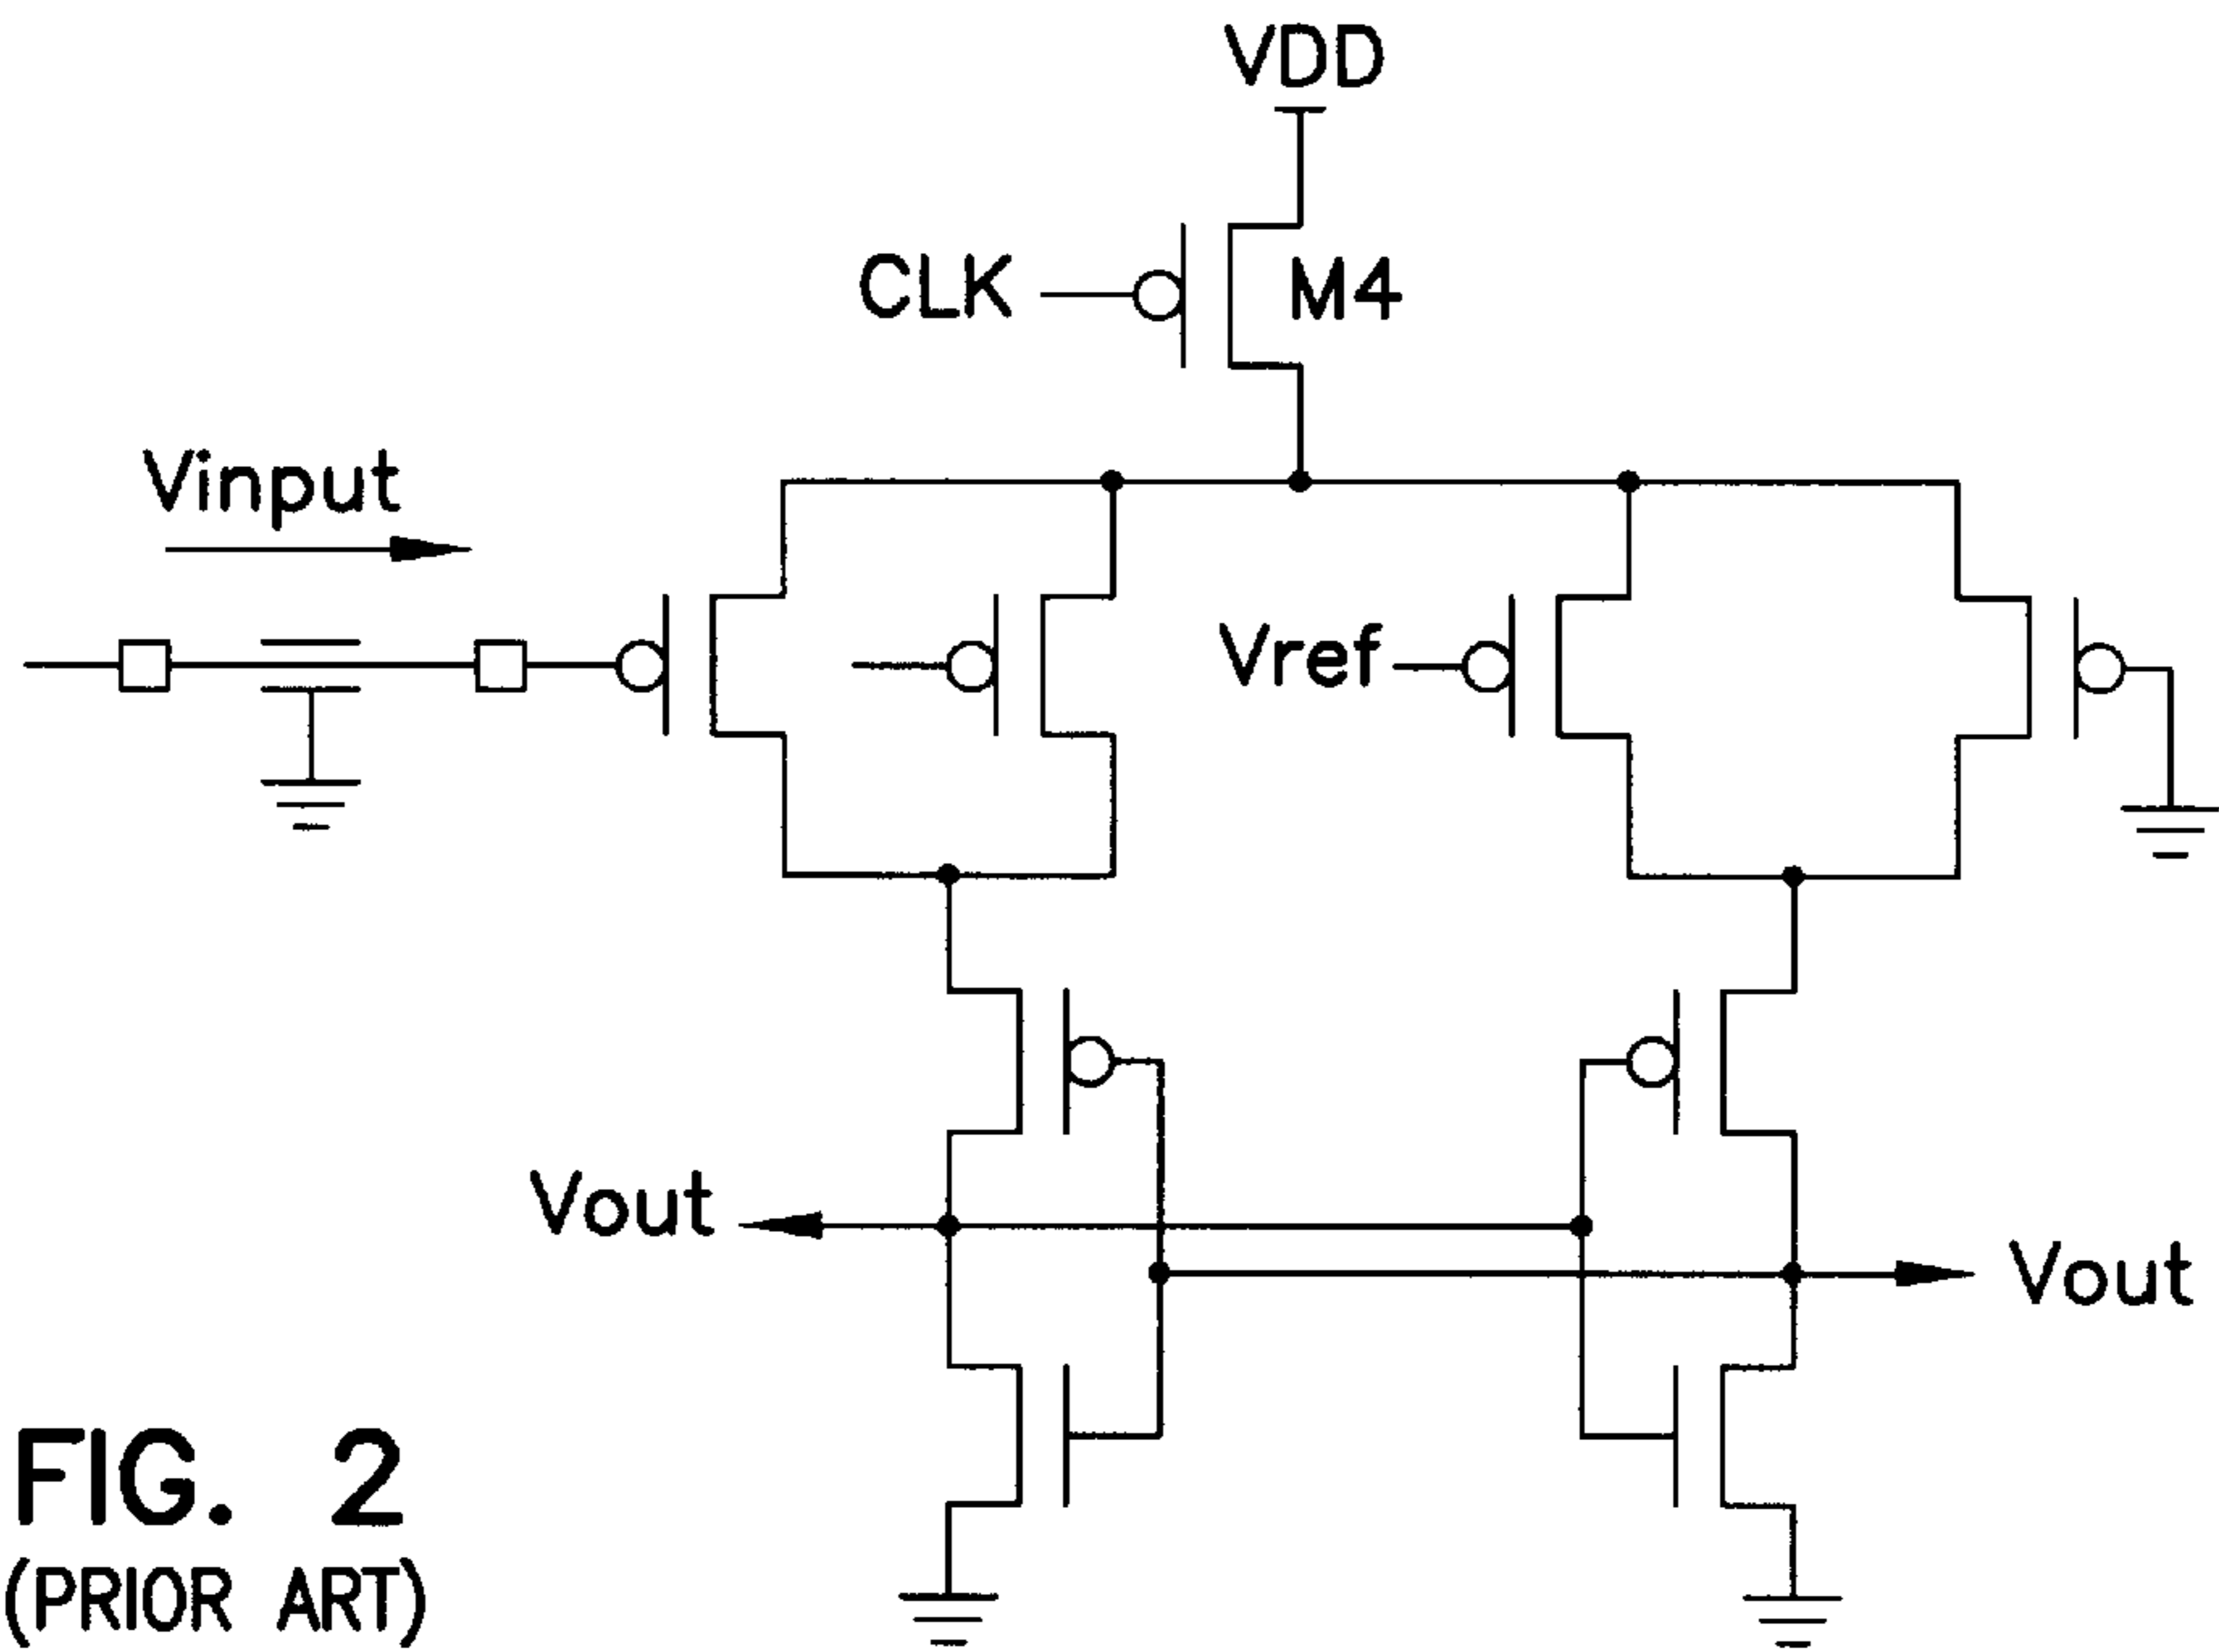 VDD
CLK
M4
Vinput
Vref
Vout
Vout
FIG. 2
(PRIOR ART)